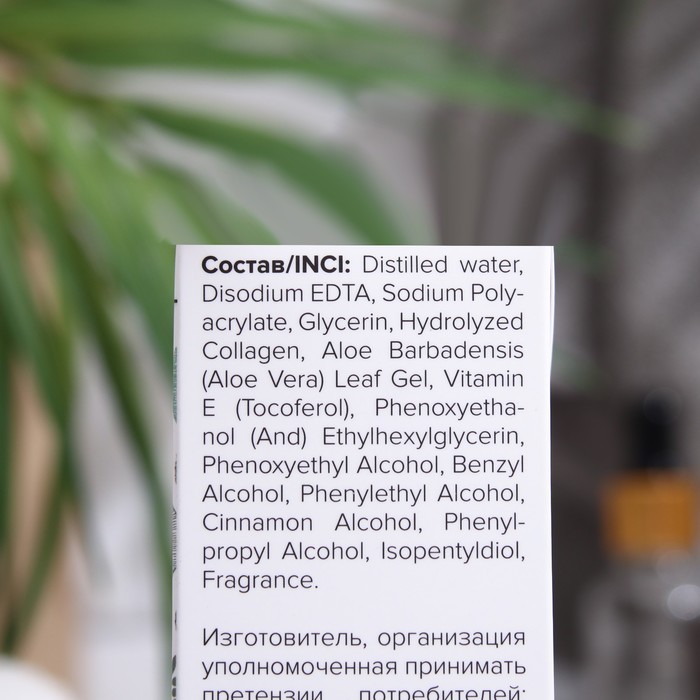 Состав/INCI: Distilled water,
Disodium EDTA, Sodium Poly-
acrylate, Glycerin, Hydrolyzed
Collagen, Aloe Barbadensis
(Aloe Vera) Leaf Gel, Vitamin
E (Tocoferol), Phenoxyetha-
nol (And) Ethylhexylglycerin,
Phenoxyethyl Alcohol, Benzyl
Alcohol, Phenylethyl Alcohol,
Cinnamon Alcohol, Phenyl-
propyl Alcohol, Isopentyldiol,
Fragrance.
Изготовитель, организация
уполномоченная принимать
претензии потребителей: